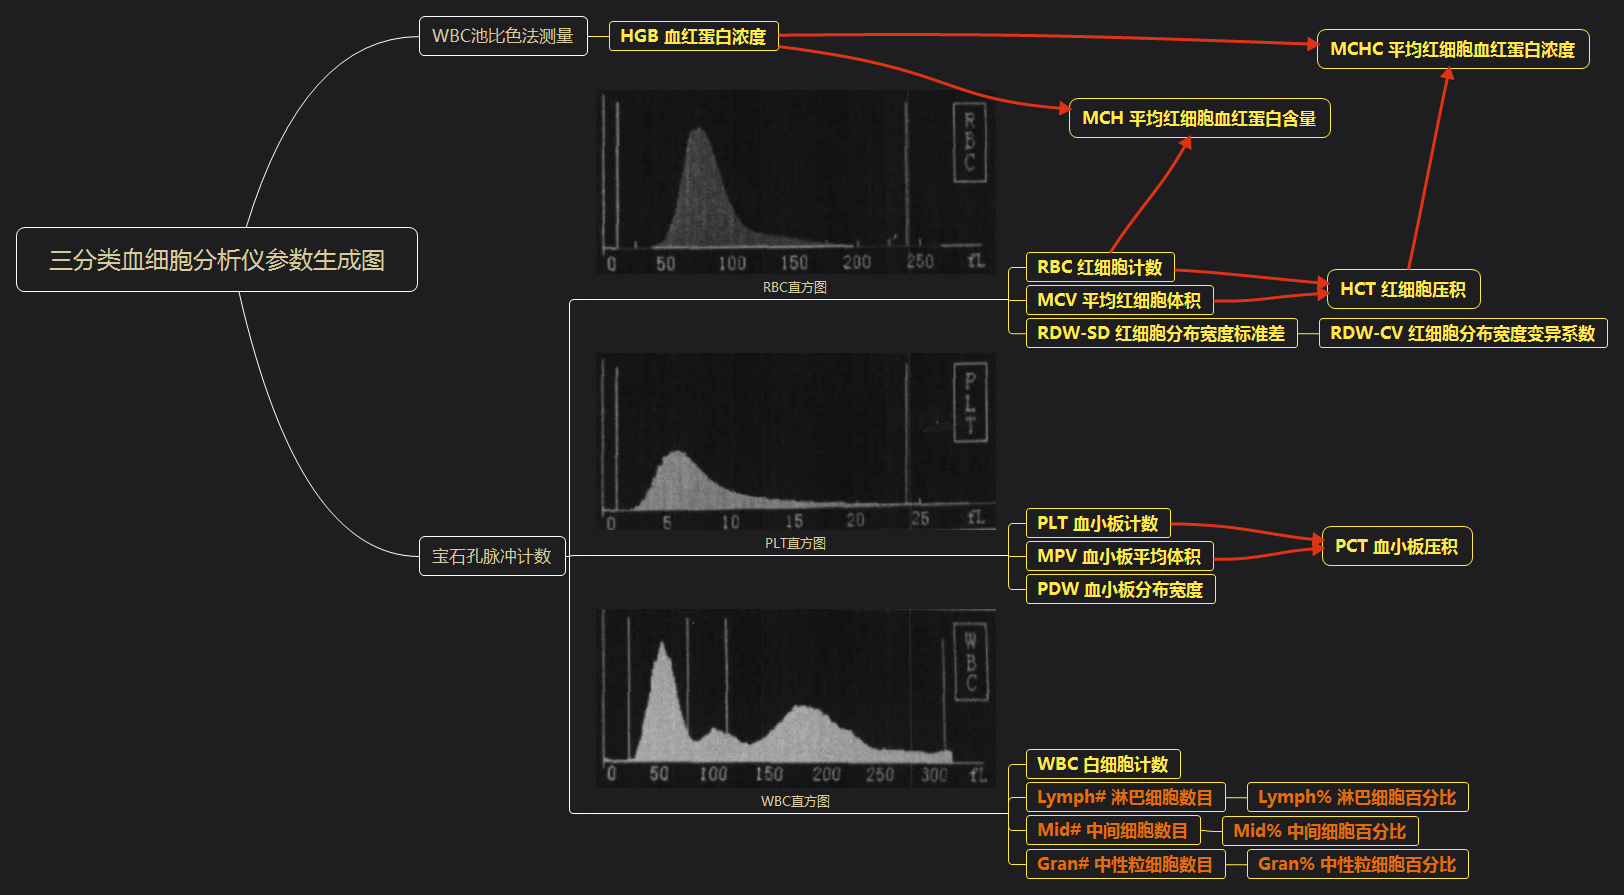 WBC池比色法测量
HGB 血红蛋白浓度
MCHC 平均红细胞血红蛋白浓度
MCH 平均红细胞血红蛋白含量
三分类血细胞分析仪参数生成图
RBC
0 50 100 150 200 250 fL
RBC直方图
RBC 红细胞计数
MCV 平均红细胞体积
HCT 红细胞压积
RDW-SD 红细胞分布宽度标准差
RDW-CV 红细胞分布宽度变异系数
PLT
0 5 10 15 20 25 fL
PLT直方图
宝石孔脉冲计数
PLT 血小板计数
MPV 血小板平均体积
PCT 血小板压积
PDW 血小板分布宽度
WBC
0 50 100 150 200 250 300 fL
WBC直方图
WBC 白细胞计数
Lymph# 淋巴细胞数目
Lymph% 淋巴细胞百分比
Mid# 中间细胞数目
Mid% 中间细胞百分比
Gran# 中性粒细胞数目
Gran% 中性粒细胞百分比